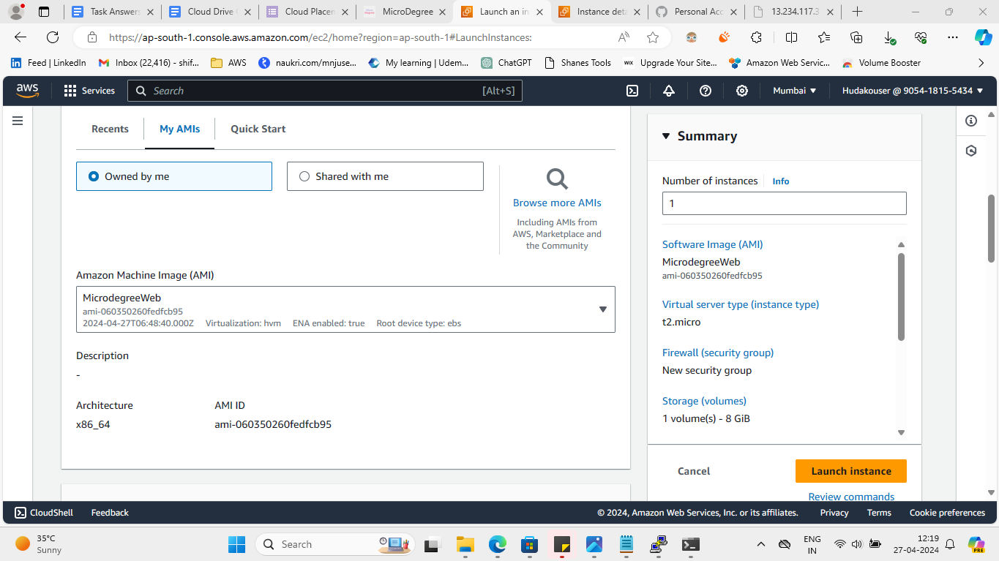 Task Answers
Cloud Drive (
Cloud Placem
MicroDegree
Launch an in
Instance deta
Personal Acc
13.234.117.3
https://ap-south-1.console.aws.amazon.com/ec2/home?region=ap-south-1#LaunchInstances:
Feed | LinkedIn
Inbox (22,416) - shif...
AWS
naukri.com/mnjuse...
My learning | Udem...
ChatGPT
Shanes Tools
WIX Upgrade Your Site...
Amazon Web Servic...
Volume Booster
aws
Services
Search
[Alt+S]
Mumbai
Hudakouser @ 9054-1815-5434
Recents
My AMIs
Quick Start
Owned by me
Shared with me
Browse more AMIs
Including AMIs from
AWS, Marketplace and
the Community
Amazon Machine Image (AMI)
MicrodegreeWeb
ami-060350260fedfcb95
2024-04-27T06:48:40.000Z Virtualization: hvm ENA enabled: true Root device type: ebs
Description
-
Architecture
AMI ID
x86_64
ami-060350260fedfcb95
Summary
Number of instances
Info
1
Software Image (AMI)
MicrodegreeWeb
ami-060350260fedfcb95
Virtual server type (instance type)
t2.micro
Firewall (security group)
New security group
Storage (volumes)
1 volume(s) - 8 GiB
Cancel
Launch instance
Review commands
CloudShell
Feedback
© 2024, Amazon Web Services, Inc. or its affiliates.
Privacy
Terms
Cookie preferences
35°C
Sunny
Search
ENG
IN
12:19
27-04-2024
PRE